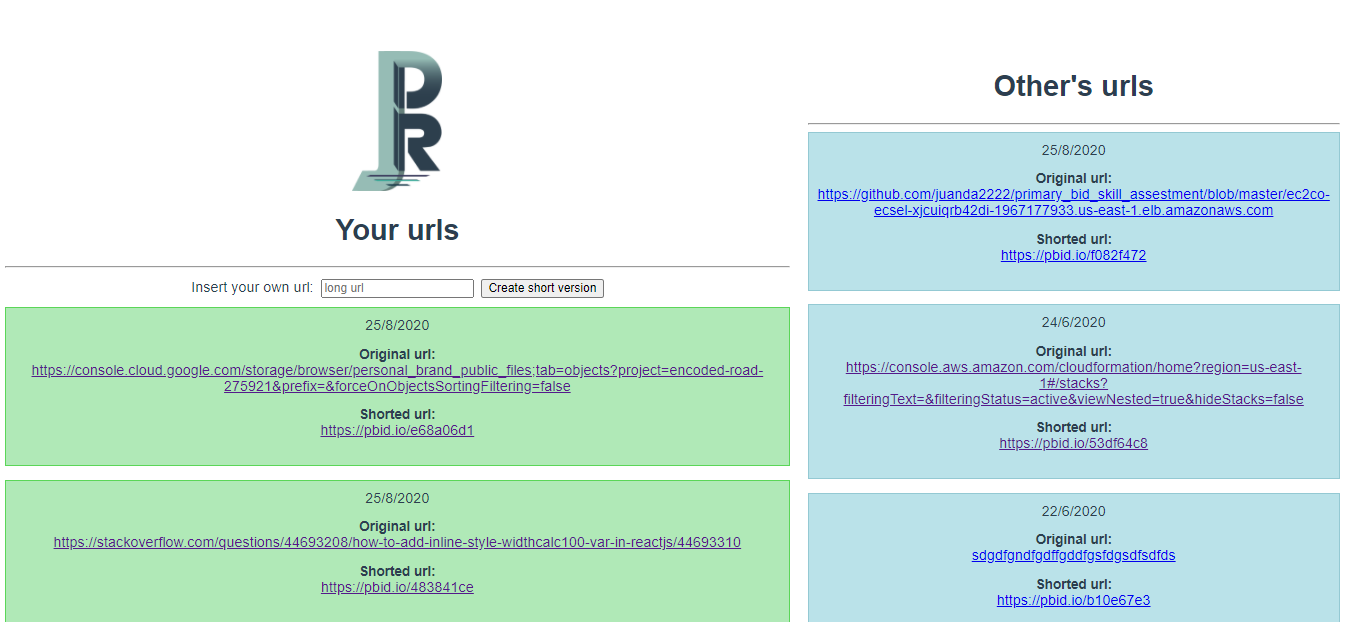 PR
Your urls
Insert your own url: long url Create short version
25/8/2020
Original url:
https://console.cloud.google.com/storage/browser/personal_brand_public_files;tab=objects?project=encoded-road-
275921&prefix=&forceOnObjectsSortingFiltering=false
Shorted url:
https://pbid.io/e68a06d1
25/8/2020
Original url:
https://stackoverflow.com/questions/44693208/how-to-add-inline-style-widthcalc100-var-in-reactjs/44693310
Shorted url:
https://pbid.io/483841ce
Other's urls
25/8/2020
Original url:
https://github.com/juanda2222/primary_bid_skill_assestment/blob/master/ec2co-
ecsel-xjcuiqrb42di-1967177933.us-east-1.elb.amazonaws.com
Shorted url:
https://pbid.io/f082f472
24/6/2020
Original url:
https://console.aws.amazon.com/cloudformation/home?region=us-east-
1#/stacks?
filteringText=&filteringStatus=active&viewNested=true&hideStacks=false
Shorted url:
https://pbid.io/53df64c8
22/6/2020
Original url:
sdgdfgndfgdffgddfgsfdgsdfsdfds
Shorted url:
https://pbid.io/b10e67e3